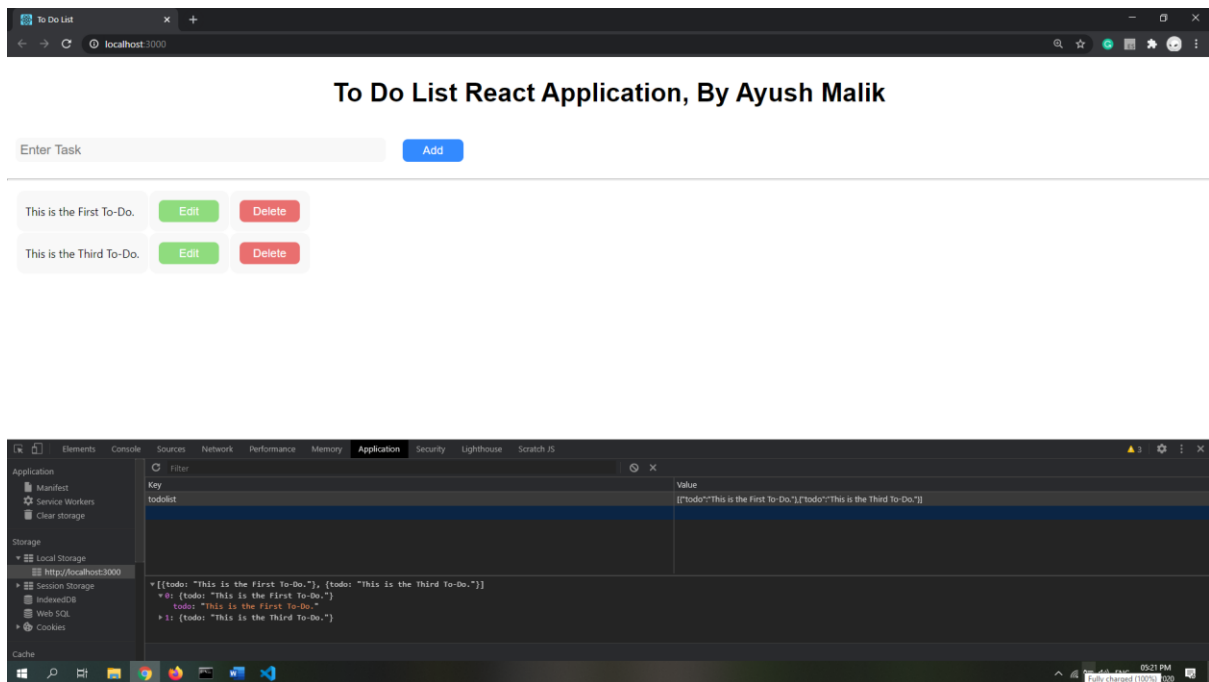 To Do List
localhost:3000
To Do List React Application, By Ayush Malik
Enter Task
Add
This is the First To-Do.
Edit
Delete
This is the Third To-Do.
Edit
Delete
Elements Console Sources Network Performance Memory Application Security Lighthouse Scratch JS
3
Application
Manifest
Service Workers
Clear storage
Storage
Local Storage
http://localhost:3000
Session Storage
IndexedDB
Web SQL
Cookies
Cache
Filter
Key Value
todolist [{"todo":"This is the First To-Do."},{"todo":"This is the Third To-Do."}]
[{todo: "This is the First To-Do."}, {todo: "This is the Third To-Do."}]
0: {todo: "This is the First To-Do."}
todo: "This is the First To-Do."
1: {todo: "This is the Third To-Do."}
05:21 PM
Fully charged (100%)